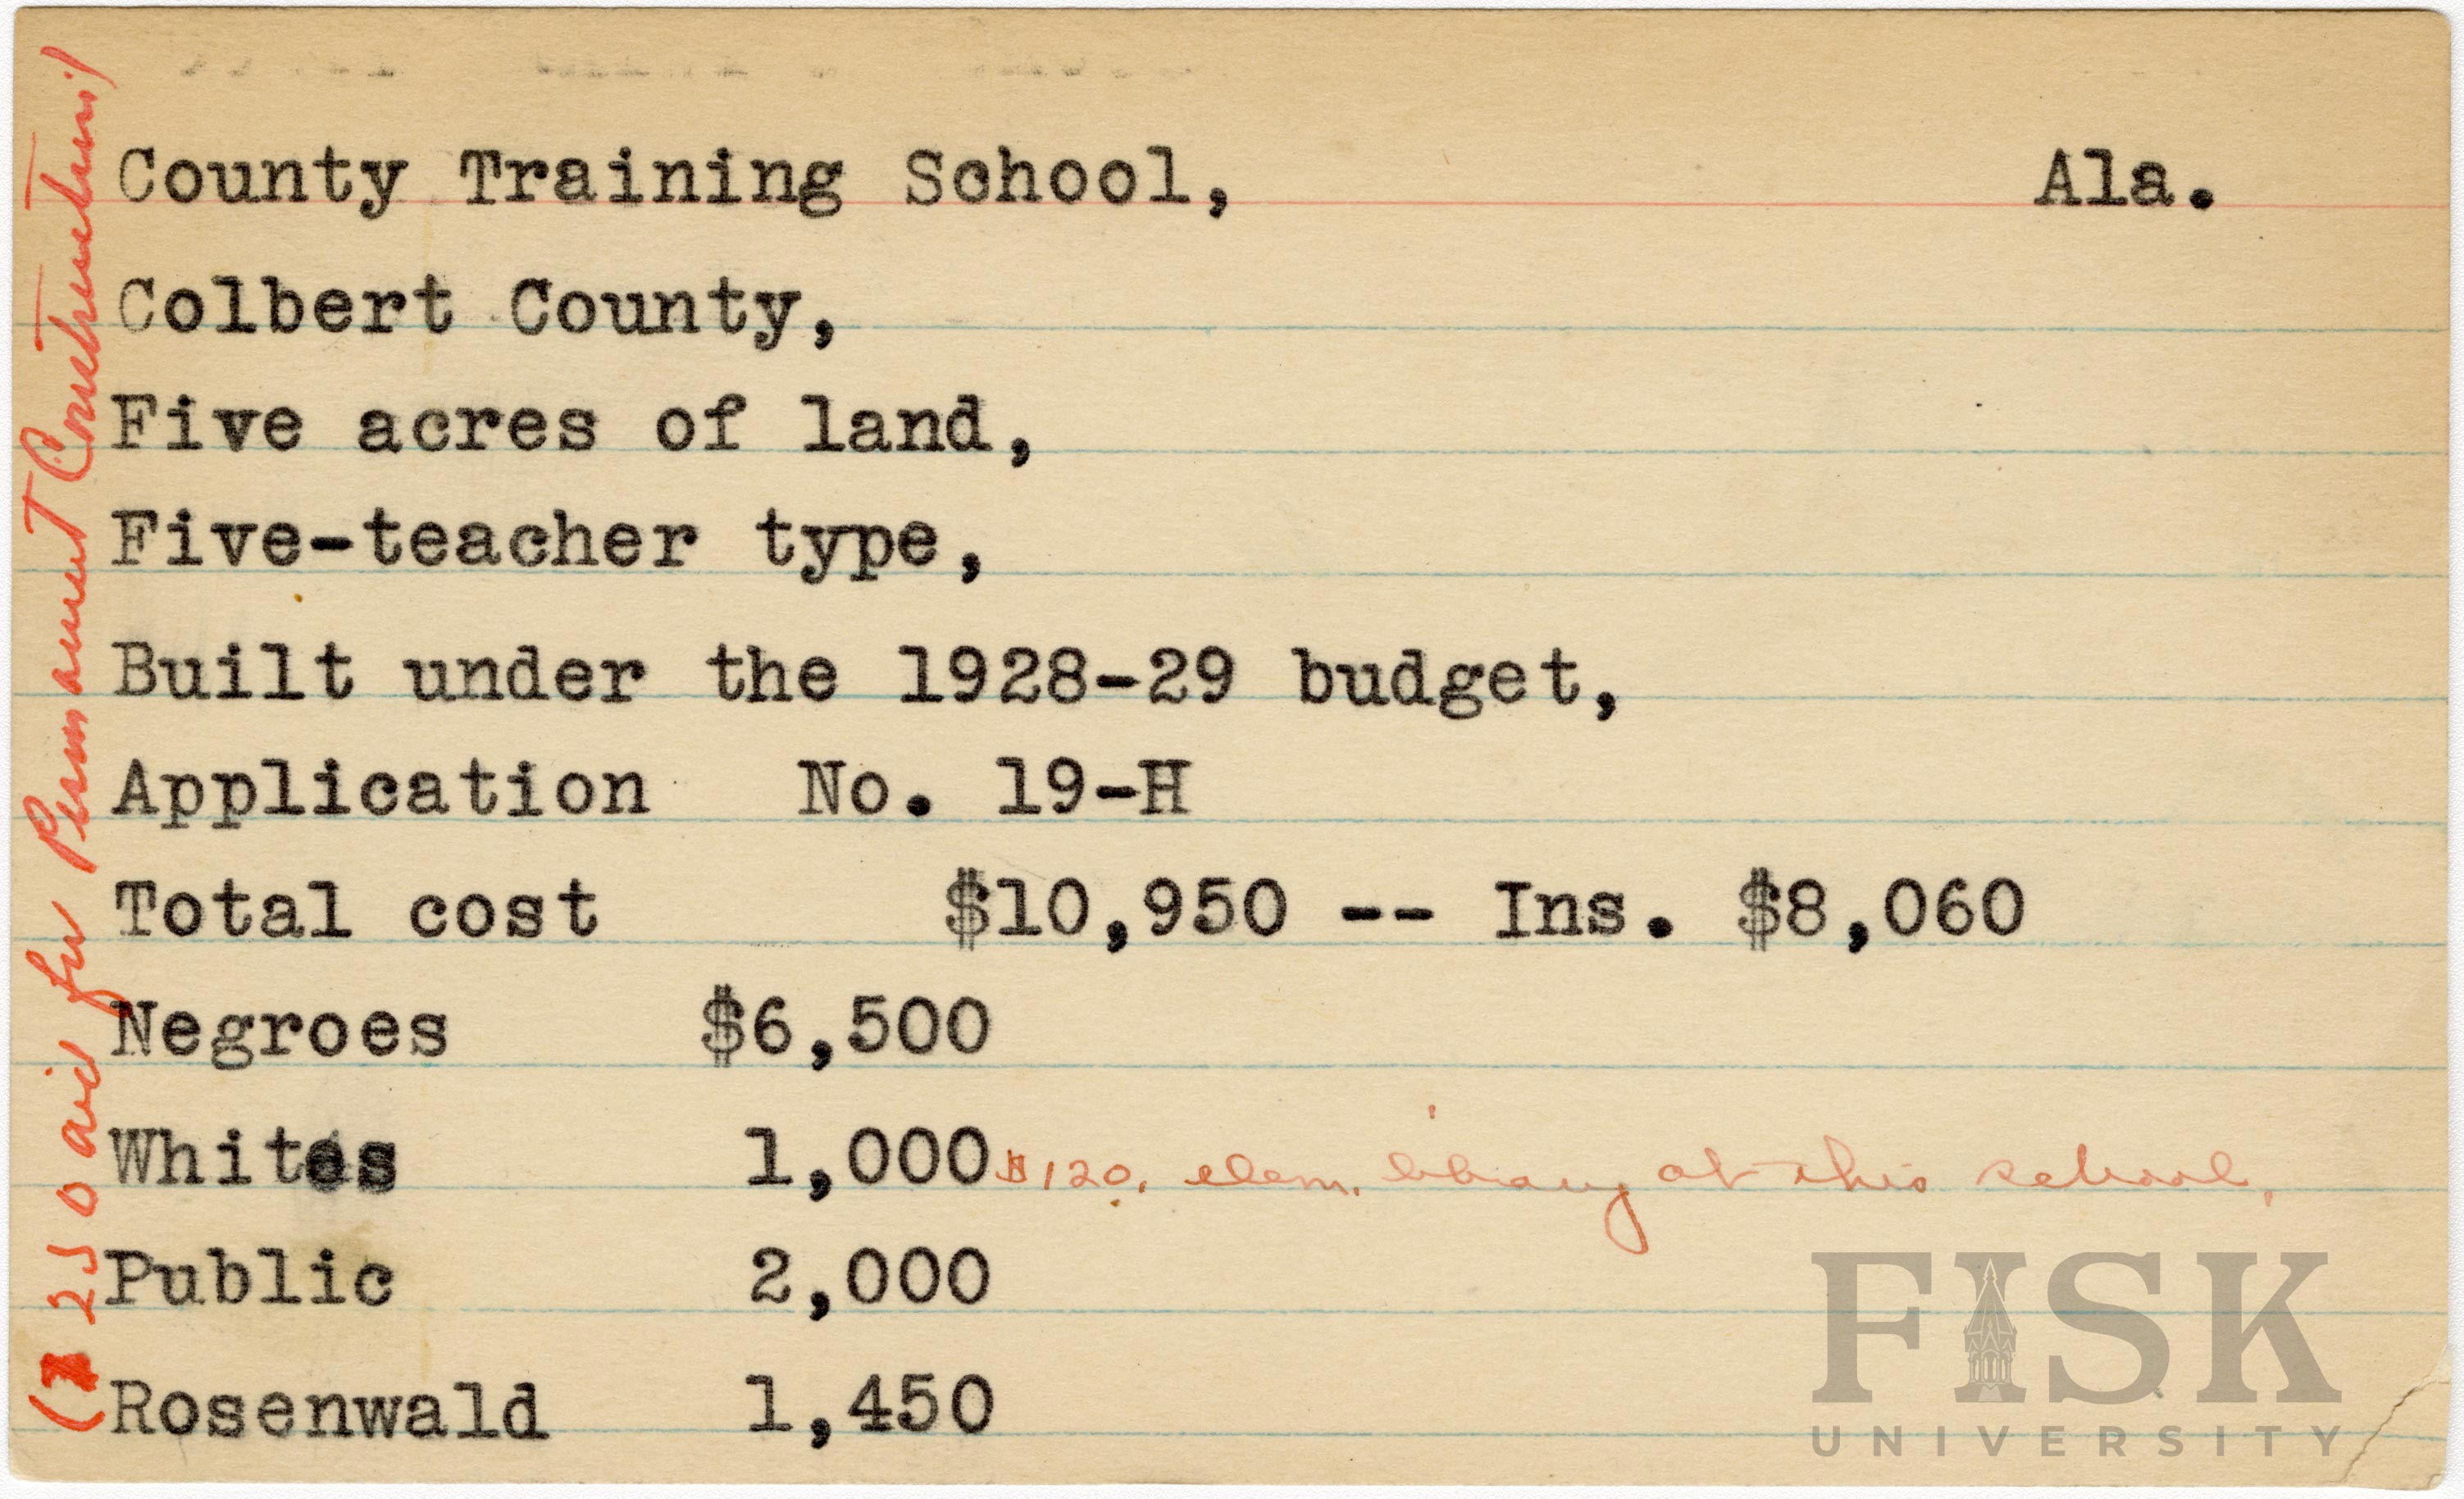 County Training School, Ala.
Colbert County,
Five acres of land,
Five-teacher type,
Built under the 1928-29 budget,
Application No. 19-H
Total cost $10,950 -- Ins. $8,060
Negroes $6,500
Whites 1,000 $120. elem. library at this school.
Public 2,000
Rosenwald 1,450
($250 aid for Permanent Construction)
FISK
UNIVERSITY